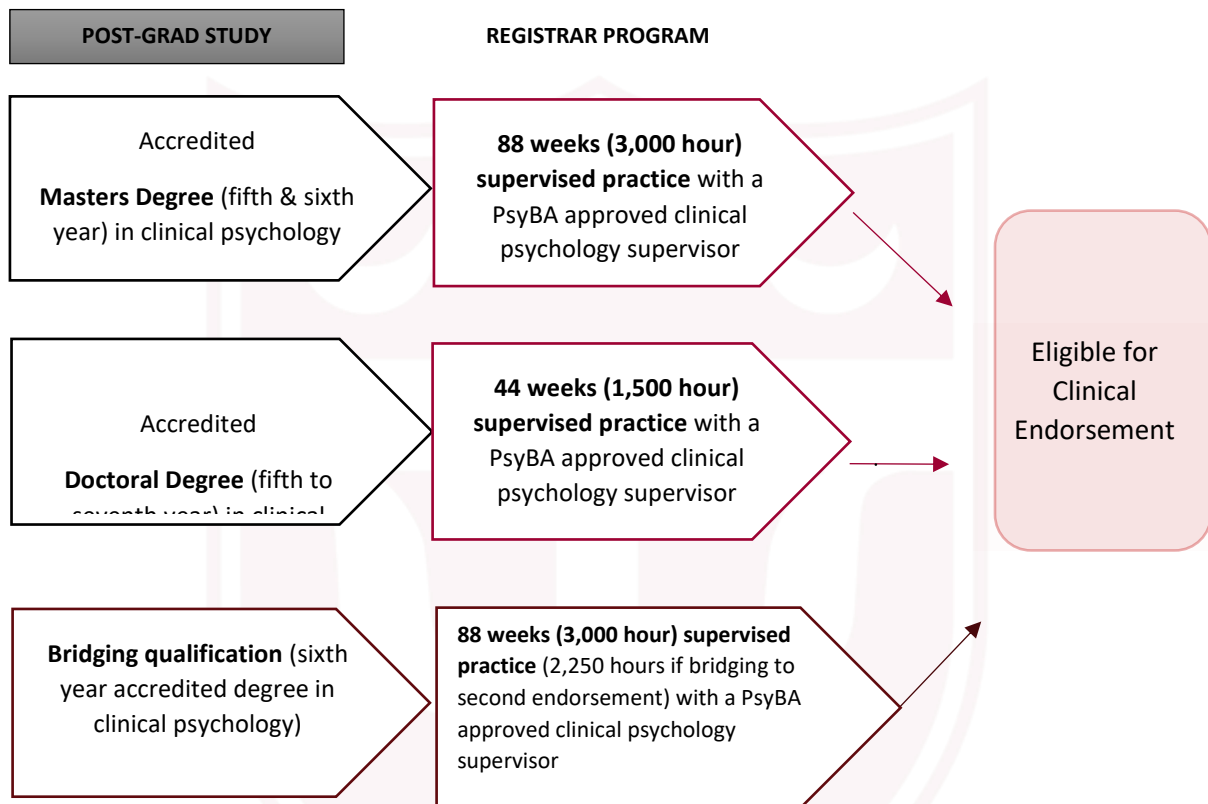 POST-GRAD STUDY
REGISTRAR PROGRAM
Accredited
Masters Degree (fifth & sixth
year) in clinical psychology
88 weeks (3,000 hour)
supervised practice with a
PsyBA approved clinical
psychology supervisor
Accredited
Doctoral Degree (fifth to
seventh year) in clinical
44 weeks (1,500 hour)
supervised practice with a
PsyBA approved clinical
psychology supervisor
Bridging qualification (sixth
year accredited degree in
clinical psychology)
88 weeks (3,000 hour) supervised
practice (2,250 hours if bridging to
second endorsement) with a PsyBA
approved clinical psychology
supervisor
Eligible for
Clinical
Endorsement